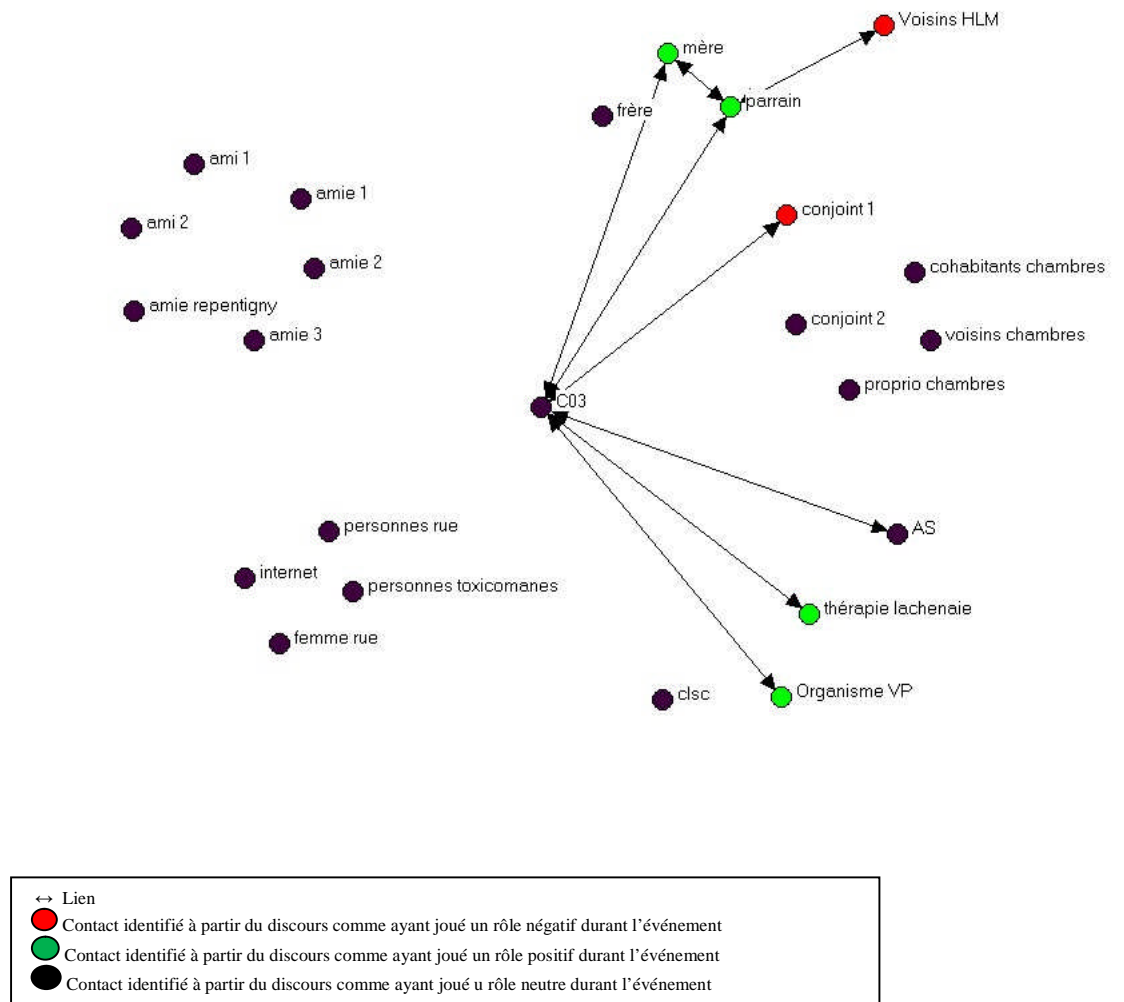 Voisins HLM
mère
parrain
frère
ami 1
amie 1
ami 2
conjoint 1
amie 2
cohabitants chambres
amie repentigny
conjoint 2
amie 3
voisins chambres
proprio chambres
C03
personnes rue
AS
internet
personnes toxicomanes
thérapie lachenaie
femme rue
clsc
Organisme VP
↔ Lien
Contact identifié à partir du discours comme ayant joué un rôle négatif durant l'événement
Contact identifié à partir du discours comme ayant joué un rôle positif durant l'événement
Contact identifié à partir du discours comme ayant joué u rôle neutre durant l'événement